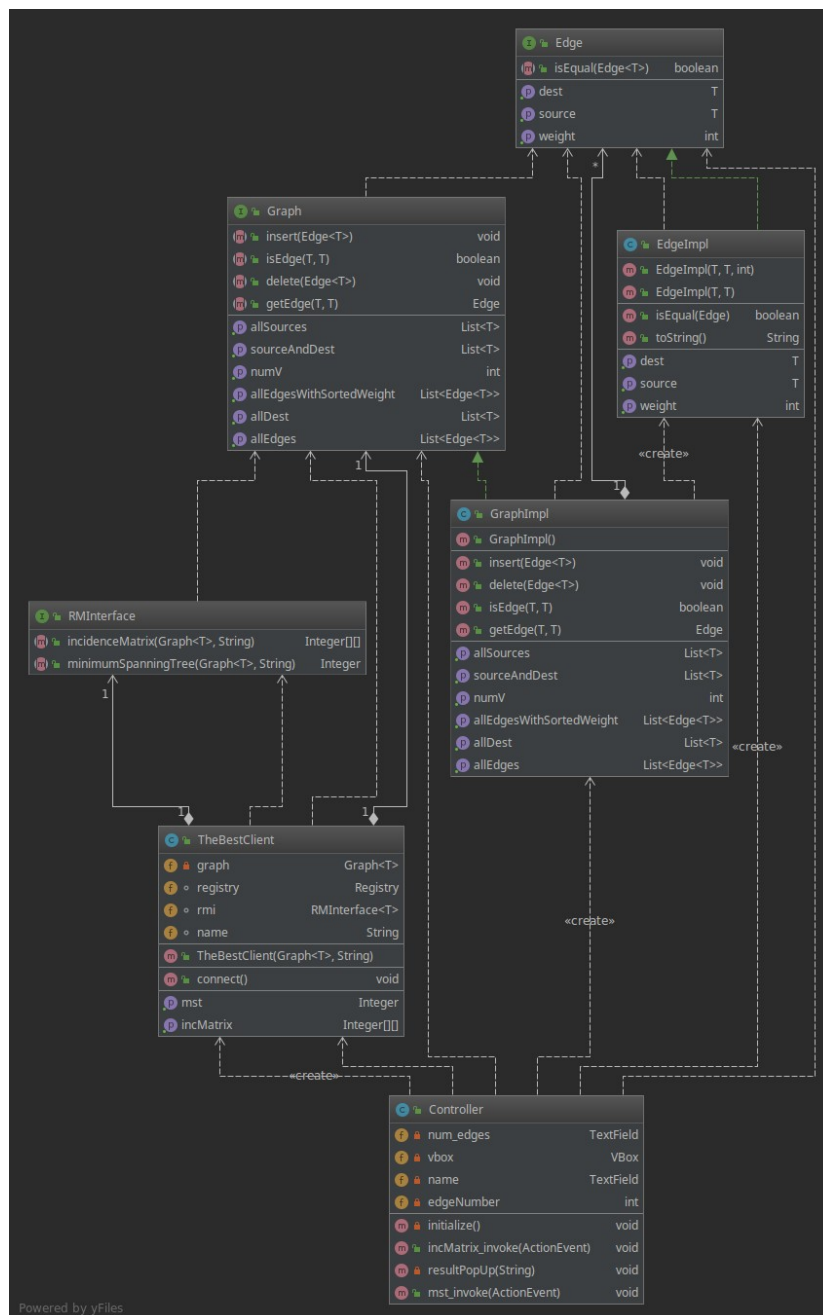 Edge
isEqual(Edge<T>) boolean
dest T
source T
weight int
*
Graph
insert(Edge<T>) void
isEdge(T, T) boolean
delete(Edge<T>) void
getEdge(T, T) Edge
allSources List<T>
sourceAndDest List<T>
numV int
allEdgesWithSortedWeight List<Edge<T>>
allDest List<T>
allEdges List<Edge<T>>
EdgeImpl
EdgeImpl(T, T, int)
EdgeImpl(T, T)
isEqual(Edge) boolean
toString() String
dest T
source T
weight int
«create»
1
1
GraphImpl
GraphImpl()
insert(Edge<T>) void
delete(Edge<T>) void
isEdge(T, T) boolean
getEdge(T, T) Edge
allSources List<T>
sourceAndDest List<T>
numV int
allEdgesWithSortedWeight List<Edge<T>>
allDest List<T>
allEdges List<Edge<T>>
RMInterface
incidenceMatrix(Graph<T>, String) Integer[][]
minimumSpanningTree(Graph<T>, String) Integer
1
«create»
1
1
TheBestClient
graph Graph<T>
registry Registry
rmi RMInterface<T>
name String
TheBestClient(Graph<T>, String)
connect() void
mst Integer
incMatrix Integer[][]
«create»
«create»
Controller
num_edges TextField
vbox VBox
name TextField
edgeNumber int
initialize() void
incMatrix_invoke(ActionEvent) void
resultPopUp(String) void
mst_invoke(ActionEvent) void
Powered by yFiles